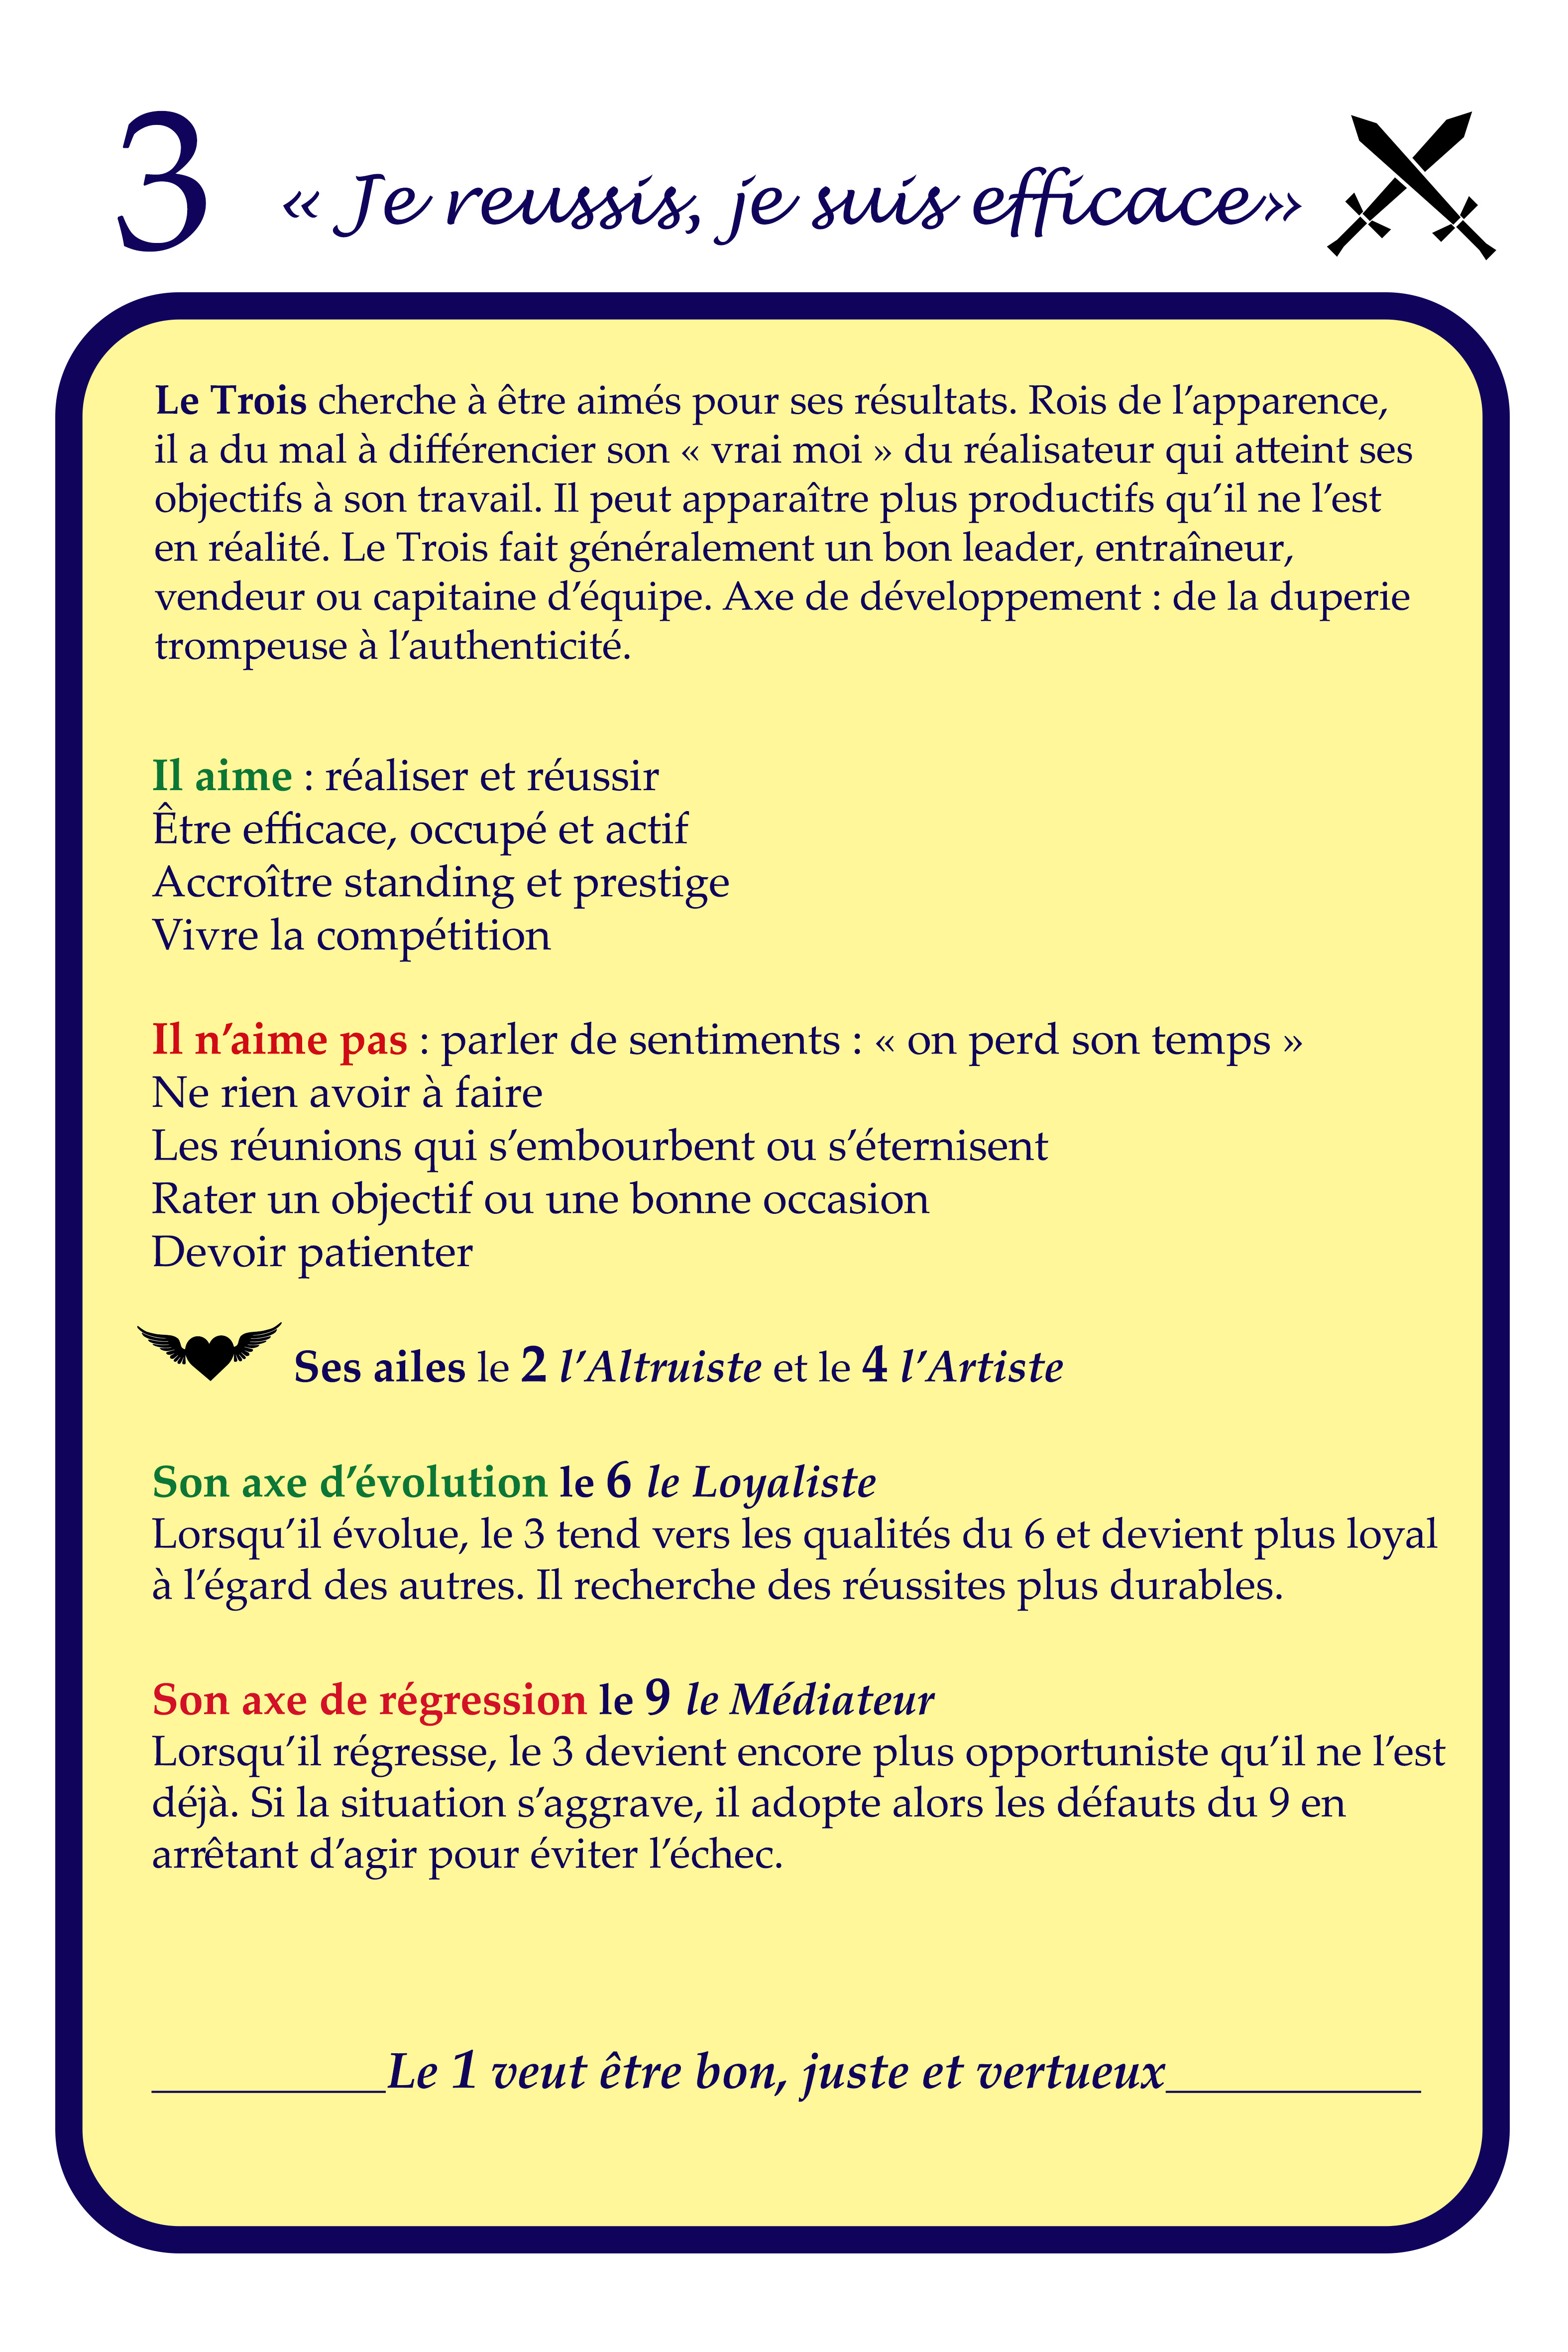 3 « Je reussis, je suis efficace»
Le Trois cherche à être aimés pour ses résultats. Rois de l’apparence,
il a du mal à différencier son « vrai moi » du réalisateur qui atteint ses
objectifs à son travail. Il peut apparaître plus productifs qu’il ne l’est
en réalité. Le Trois fait généralement un bon leader, entraîneur,
vendeur ou capitaine d’équipe. Axe de développement : de la duperie
trompeuse à l’authenticité.
Il aime : réaliser et réussir
Être efficace, occupé et actif
Accroître standing et prestige
Vivre la compétition
Il n’aime pas : parler de sentiments : « on perd son temps »
Ne rien avoir à faire
Les réunions qui s’embourbent ou s’éternisent
Rater un objectif ou une bonne occasion
Devoir patienter
Ses ailes le 2 l’Altruiste et le 4 l’Artiste
Son axe d’évolution le 6 le Loyaliste
Lorsqu’il évolue, le 3 tend vers les qualités du 6 et devient plus loyal
à l’égard des autres. Il recherche des réussites plus durables.
Son axe de régression le 9 le Médiateur
Lorsqu’il régresse, le 3 devient encore plus opportuniste qu’il ne l’est
déjà. Si la situation s’aggrave, il adopte alors les défauts du 9 en
arrêtant d’agir pour éviter l’échec.
__________Le 1 veut être bon, juste et vertueux___________